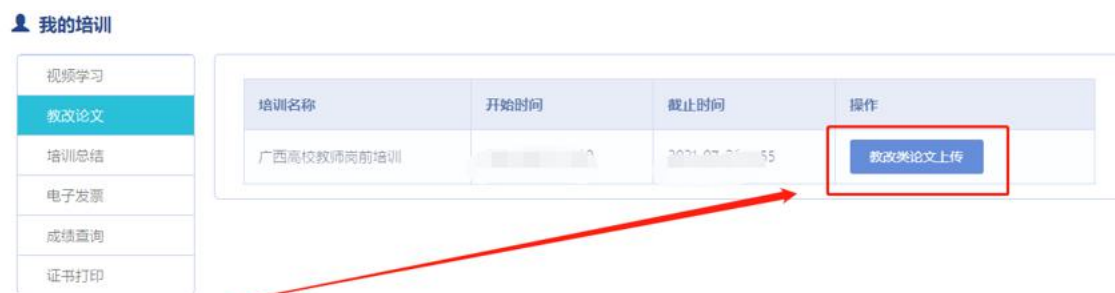 我的培训
视频学习
教改论文
培训总结
电子发票
成绩查询
证书打印
培训名称 开始时间 截止时间 操作
广西高校教师岗前培训 教改类论文上传